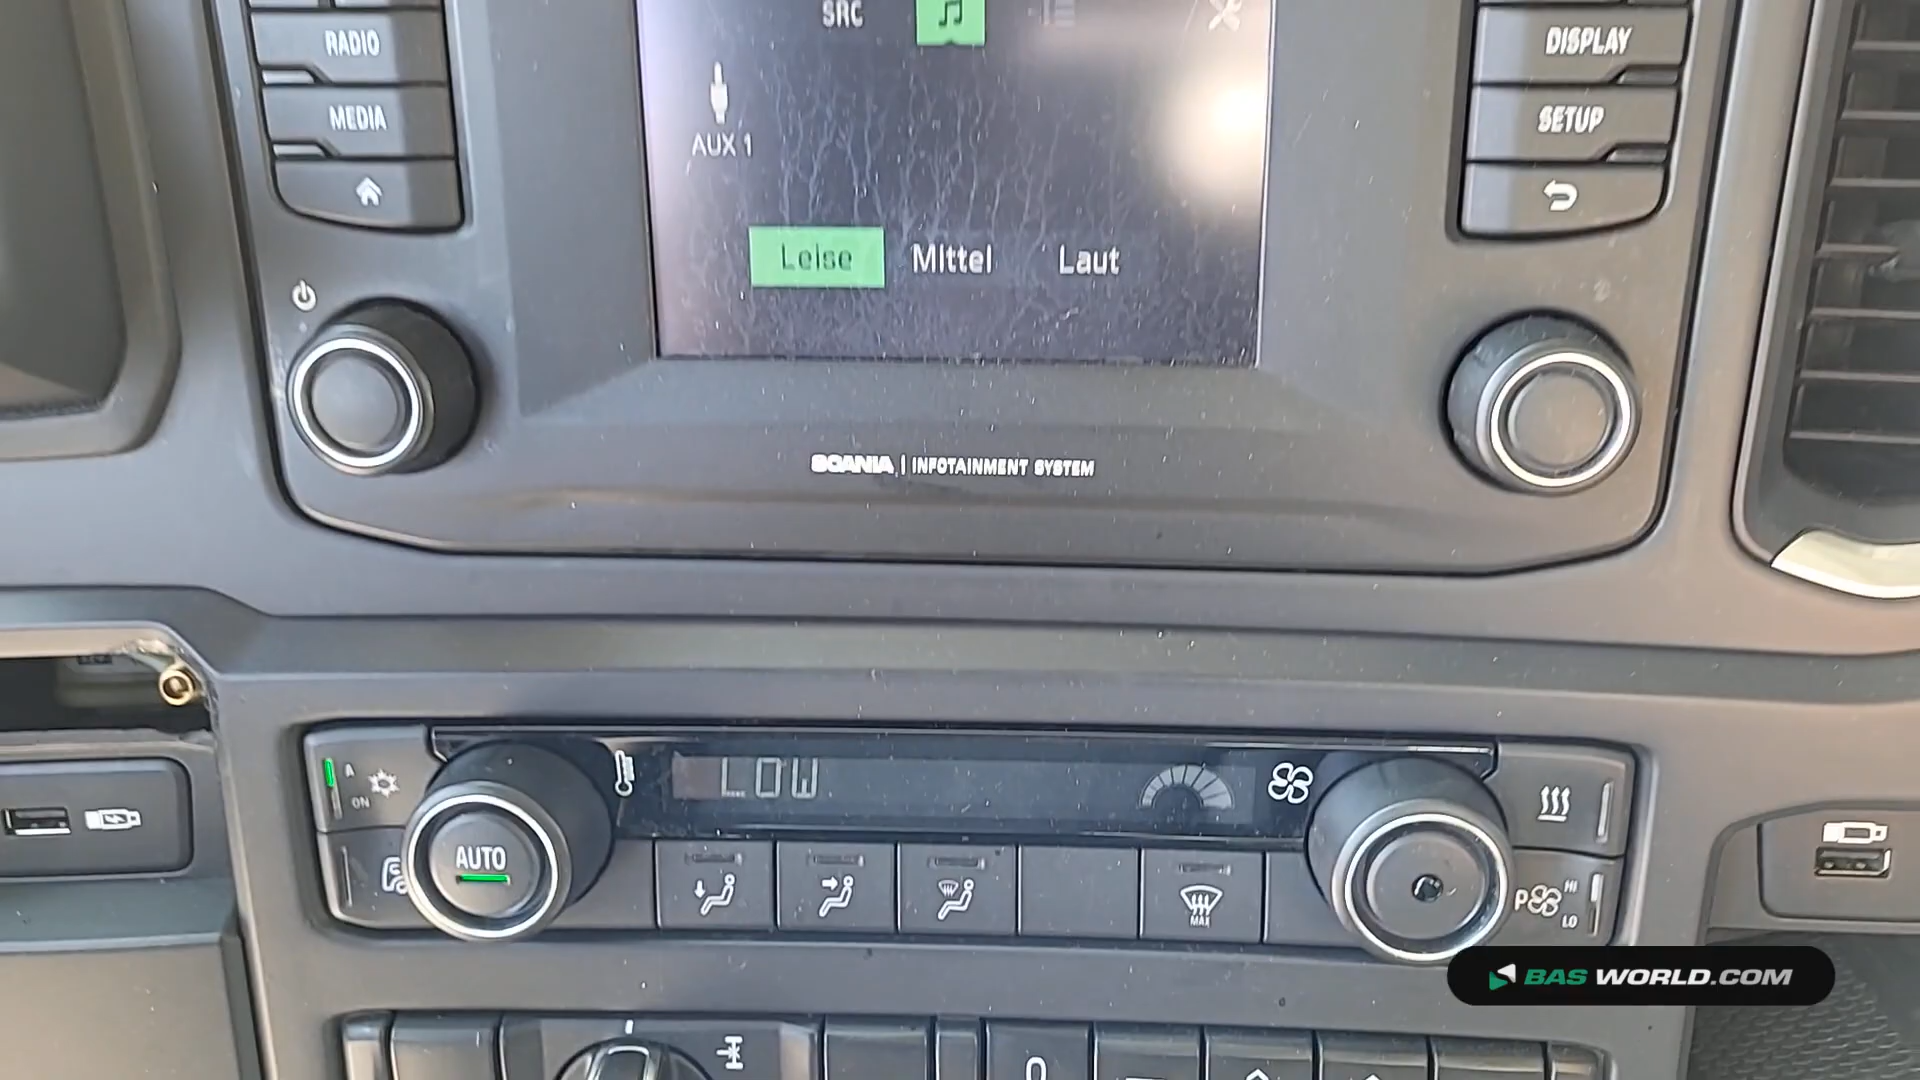 SRC
RADIO
MEDIA
AUX 1
Leise Mittel Laut
DISPLAY
SETUP
SCANIA | INFOTAINMENT SYSTEM
A
ON
LOW
AUTO
MAX
P HI
LO
BAS WORLD.COM